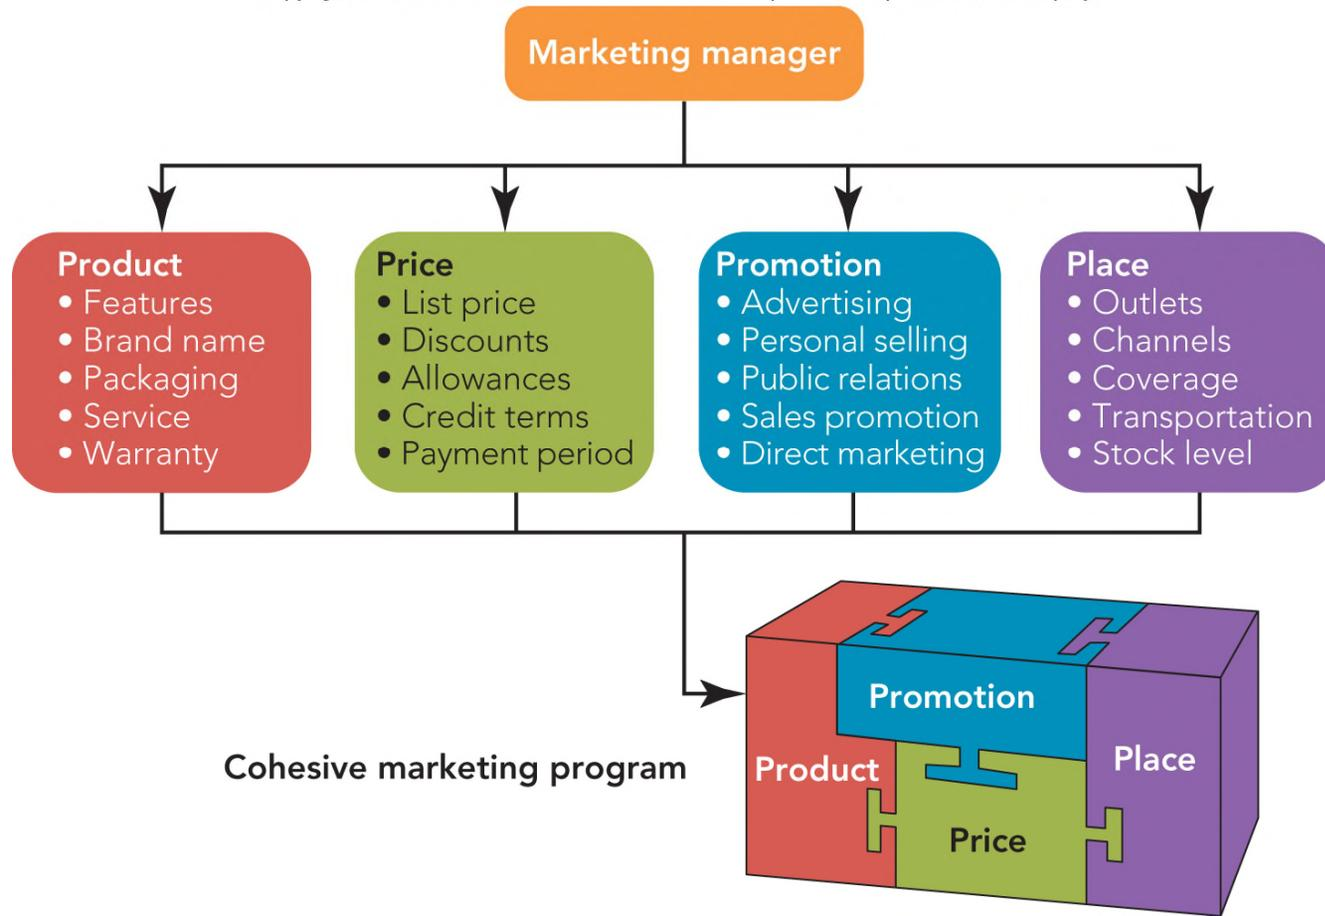 Marketing manager
Product
• Features
• Brand name
• Packaging
• Service
• Warranty
Price
• List price
• Discounts
• Allowances
• Credit terms
• Payment period
Promotion
• Advertising
• Personal selling
• Public relations
• Sales promotion
• Direct marketing
Place
• Outlets
• Channels
• Coverage
• Transportation
• Stock level
Cohesive marketing program
Promotion
Product
Place
Price